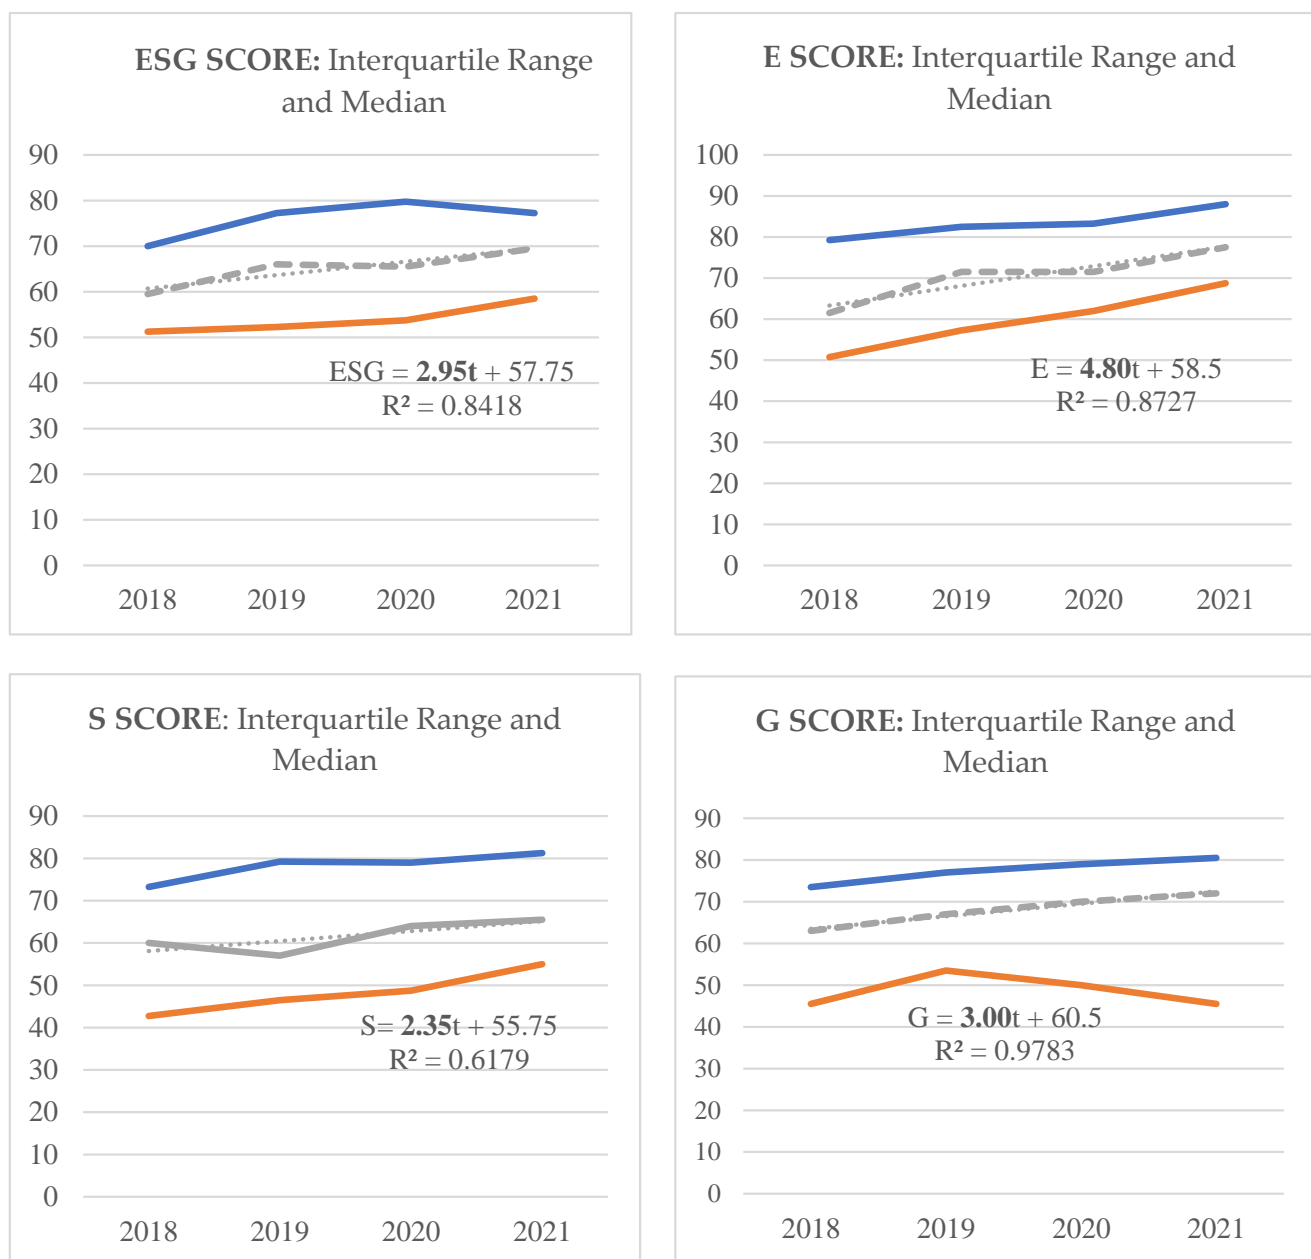 ESG SCORE: Interquartile Range
and Median
90
80
70
60
50
40
30
20
10
0
ESG = 2.95t + 57.75
R² = 0.8418
2018 2019 2020 2021
E SCORE: Interquartile Range and
Median
100
90
80
70
60
50
40
30
20
10
0
E = 4.80t + 58.5
R² = 0.8727
2018 2019 2020 2021
S SCORE: Interquartile Range and
Median
90
80
70
60
50
40
30
20
10
0
S= 2.35t + 55.75
R² = 0.6179
2018 2019 2020 2021
G SCORE: Interquartile Range and
Median
90
80
70
60
50
40
30
20
10
0
G = 3.00t + 60.5
R² = 0.9783
2018 2019 2020 2021